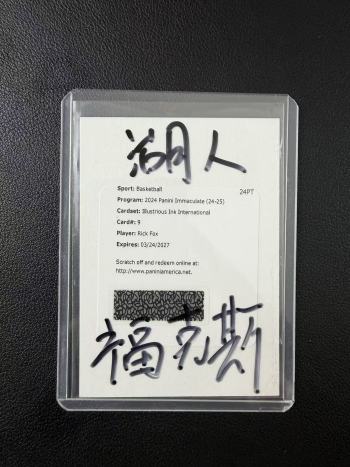 湖人
Sport: Basketball
24PT
Program: 2024 Panini Immaculate (24-25)
Cardset: Illustrious Ink International
Card#: 9
Player: Rick Fox
Expires: 03/24/2027
Scratch off and redeem online at:
http://www.paniniamerica.net.
福克斯